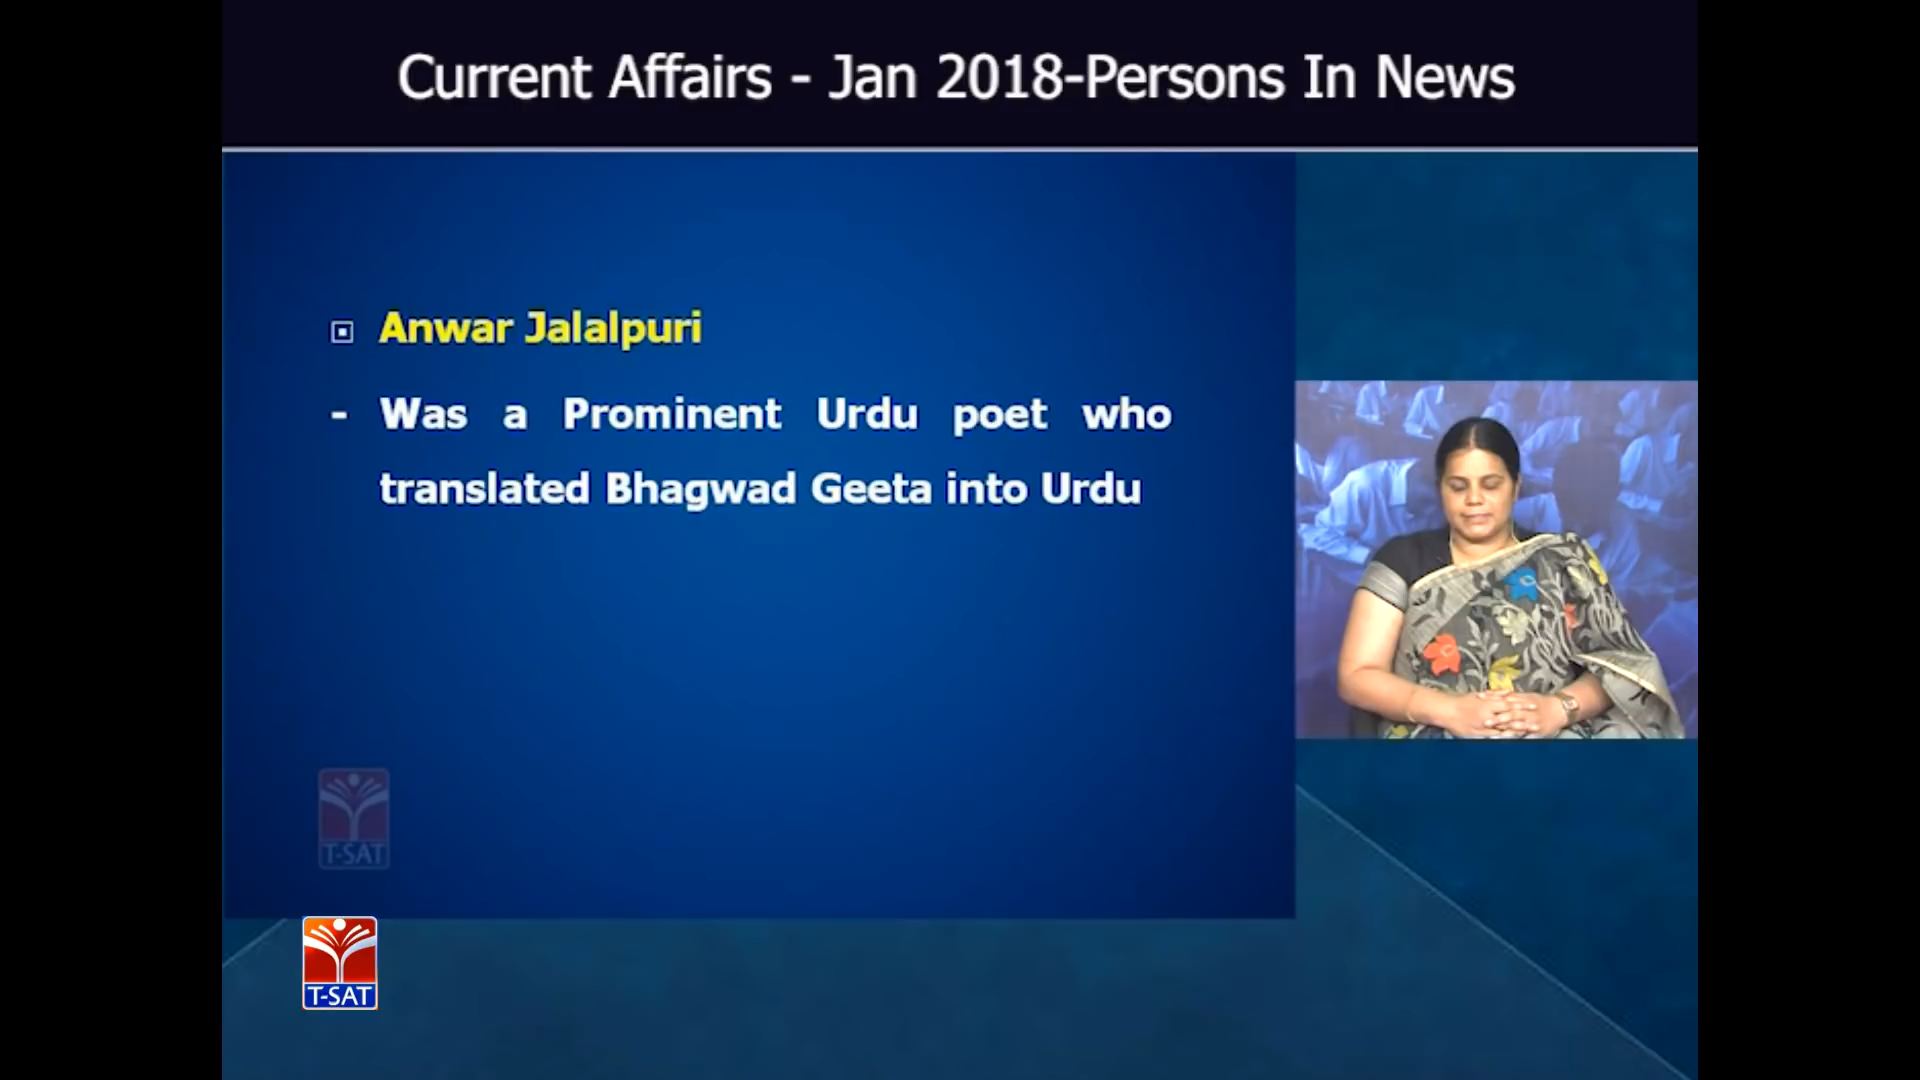 Current Affairs - Jan 2018-Persons In News
Anwar Jalalpuri
- Was a Prominent Urdu poet who
translated Bhagwad Geeta into Urdu
T-SAT
T-SAT